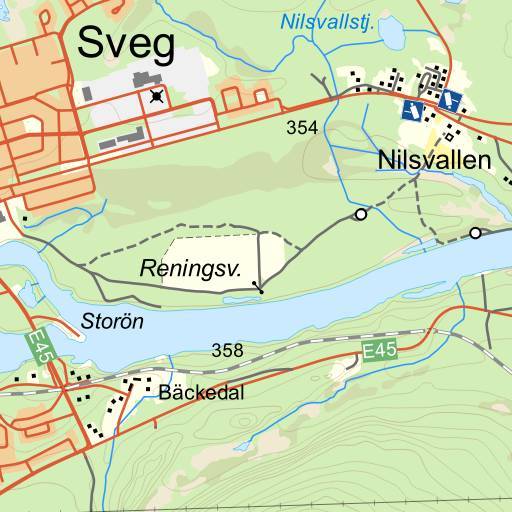 Nilsvallstj.
Sveg
354
Nilsvallen
Reningsv.
Storön
E45
358
E45
Bäckedal